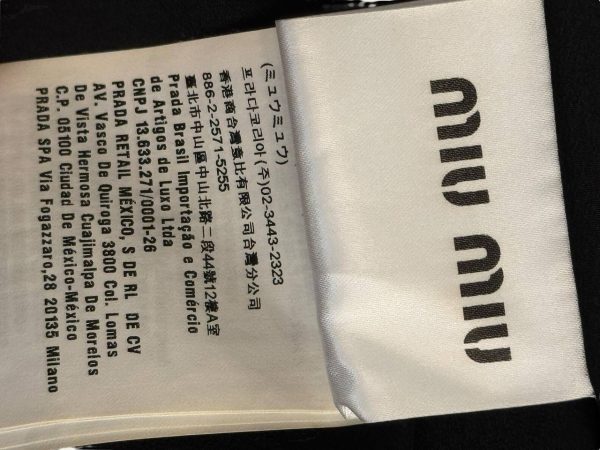 miu miu
(ミュウミュウ)
프라다코리아(주)02-3443-2323
香港商台灣普比有限公司台灣分公司
886-2-2571-5255
臺北市中山區中山北路二段44號12樓A室
Prada Brasil Importação e Comércio
de Artigos de Luxo Ltda
CNPJ 13.633.271/0001-26
PRADA RETAIL MÉXICO, S DE RL DE CV
AV. Vasco De Quiroga 3800 Col. Lomas
De Vista Hermosa Cuajimalpa De Morelos
C.P. 05100 Ciudad De México-México
PRADA SPA Via Fogazzaro,28 20135 Milano